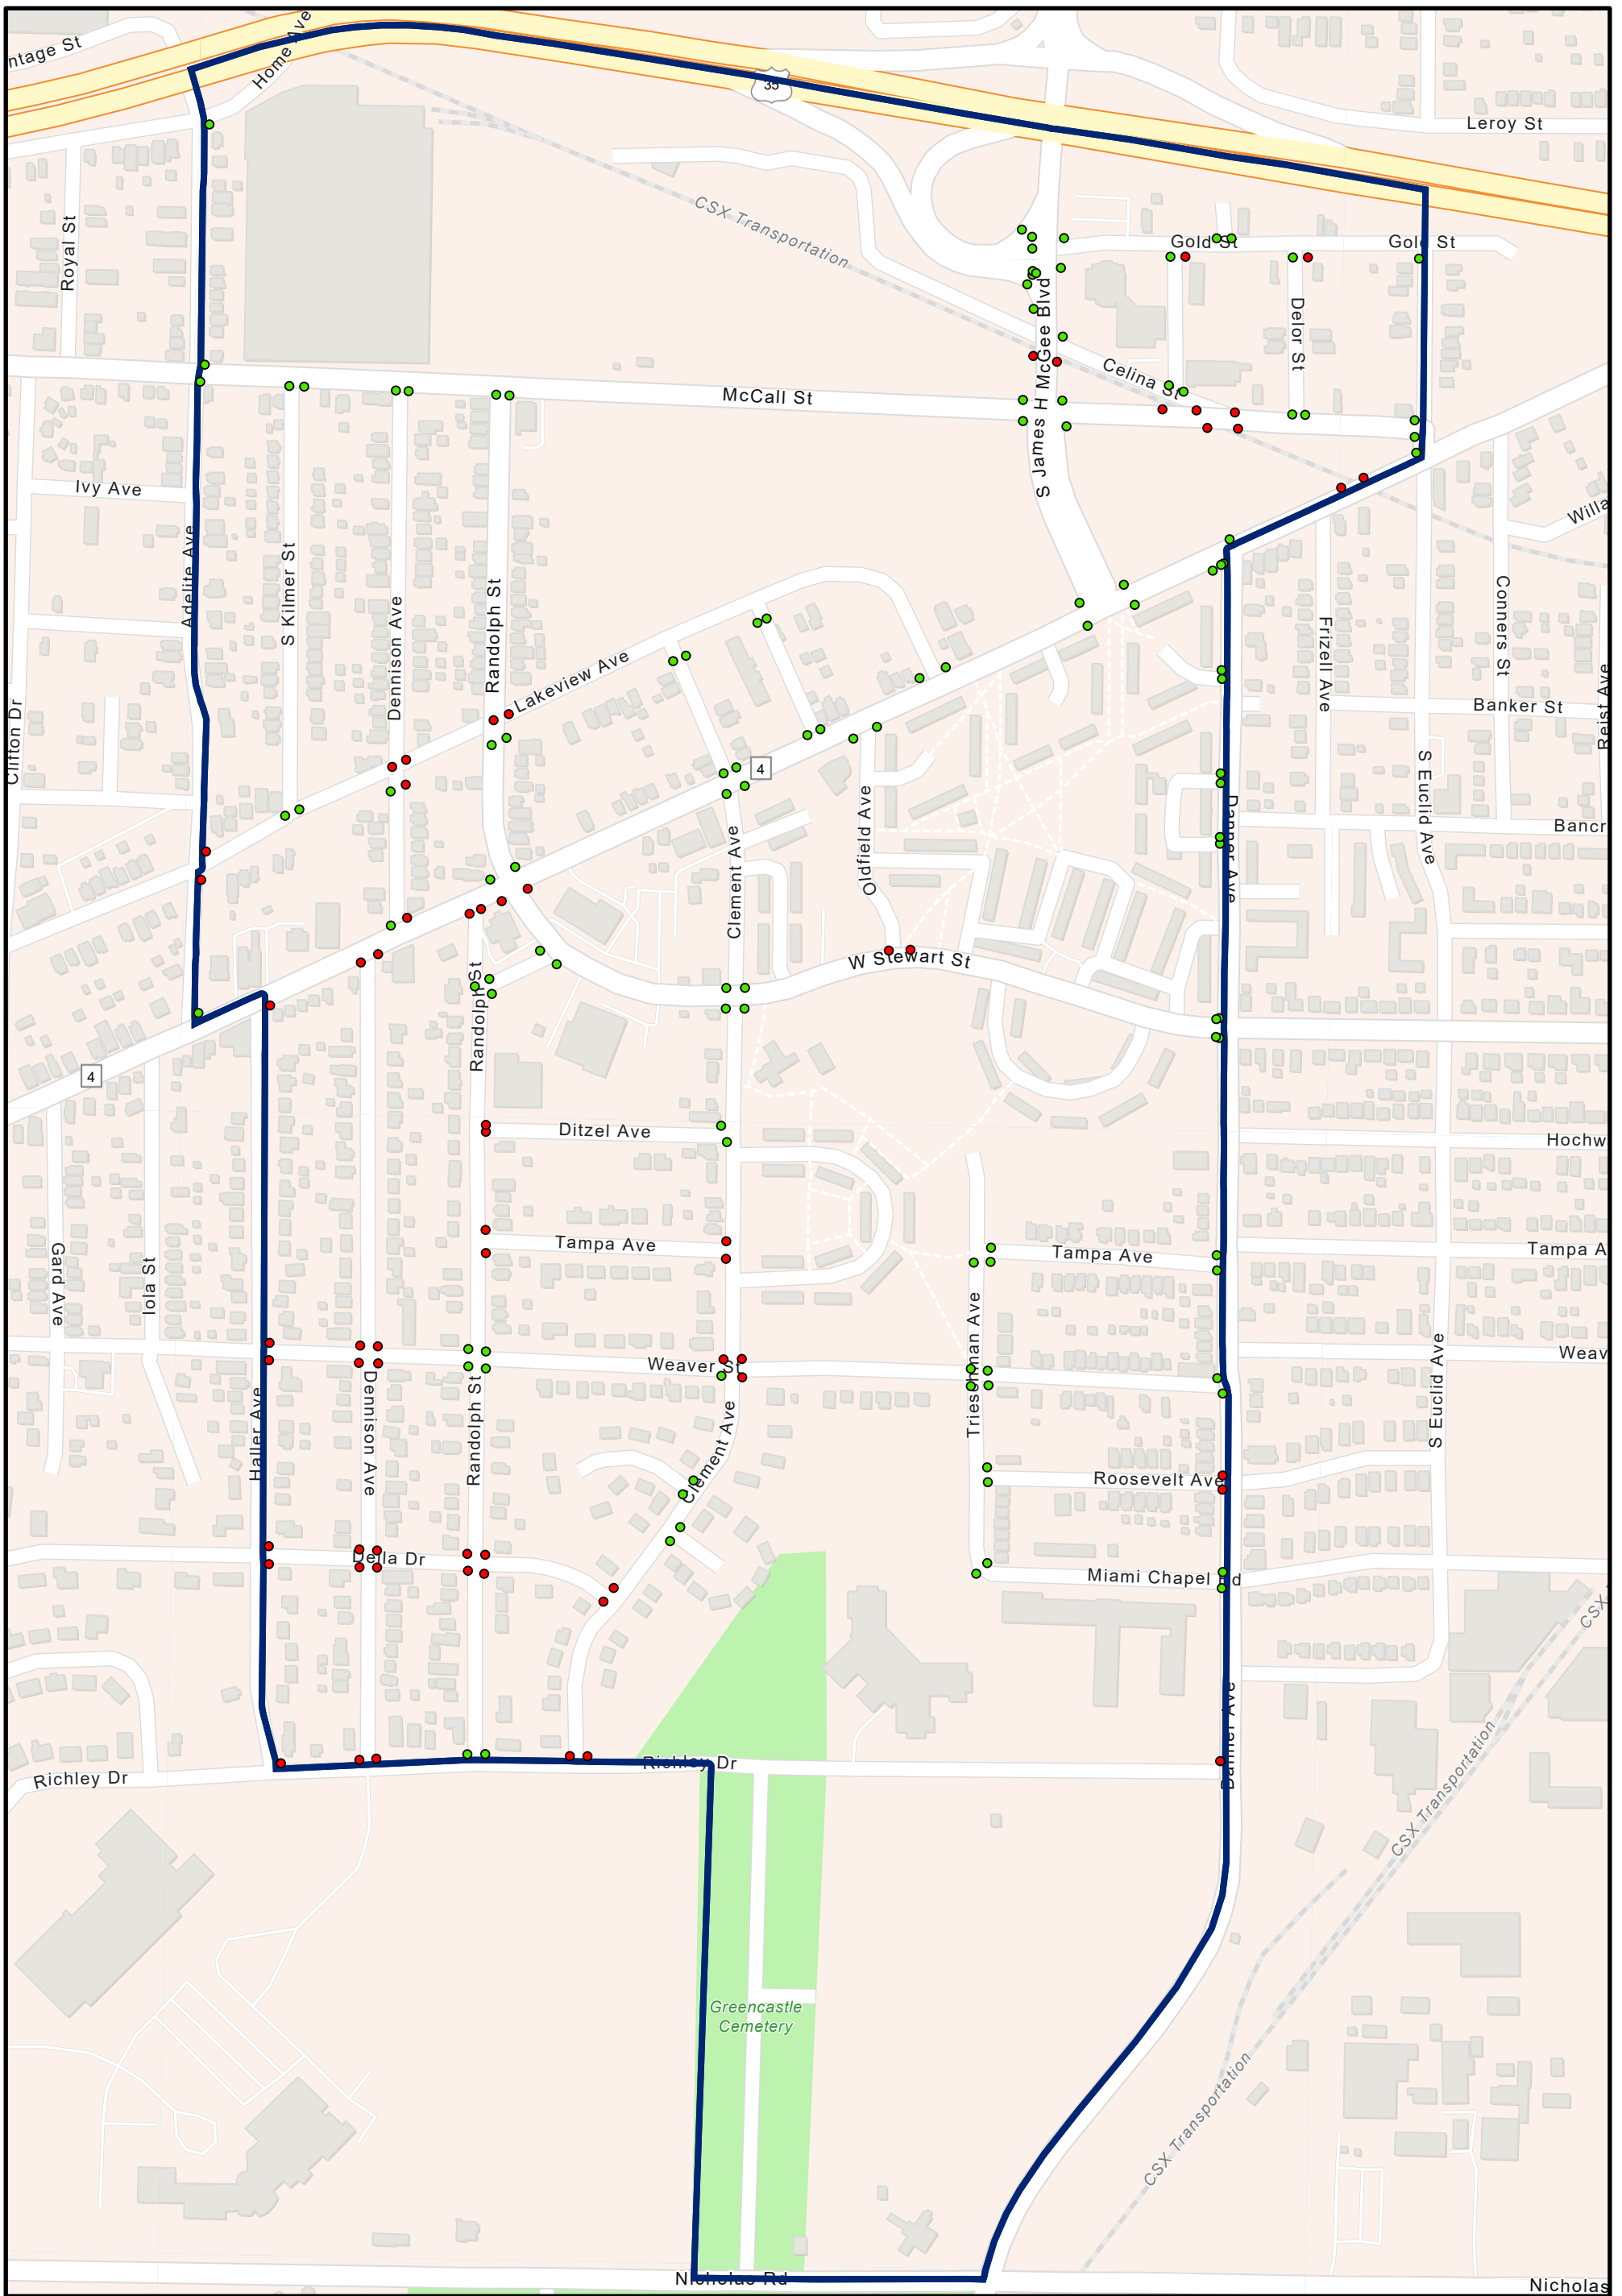 ntage St
Home Ave
35
Leroy St
Royal St
CSX Transportation
Gold St
Gold St
Delor St
S James H McGee Blvd
Celina St
McCall St
Ivy Ave
Adelite Ave
S Kilmer St
Dennison Ave
Randolph St
Lakeview Ave
Willa
Conners St
Frizell Ave
Banker St
Reist Ave
Clifton Dr
4
S Euclid Ave
Danner Ave
Bancr
Oldfield Ave
Clement Ave
W Stewart St
Randolph St
4
Ditzel Ave
Hochw
Tampa Ave
Tampa Ave
Tampa A
Gard Ave
Iola St
Weaver St
Weav
Trieschman Ave
S Euclid Ave
Haller Ave
Dennison Ave
Randolph St
Clement Ave
Roosevelt Ave
Della Dr
Miami Chapel Rd
CSX
Danner Ave
Richley Dr
Richley Dr
CSX Transportation
Greencastle
Cemetery
CSX Transportation
Nicholas Rd
Nicholas